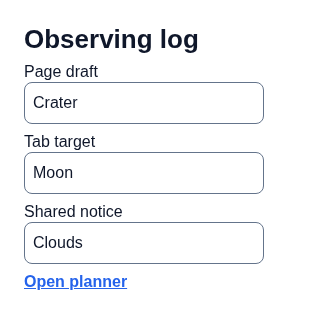 Observing log
Page draft
Crater
Tab target
Moon
Shared notice
Clouds
Open planner